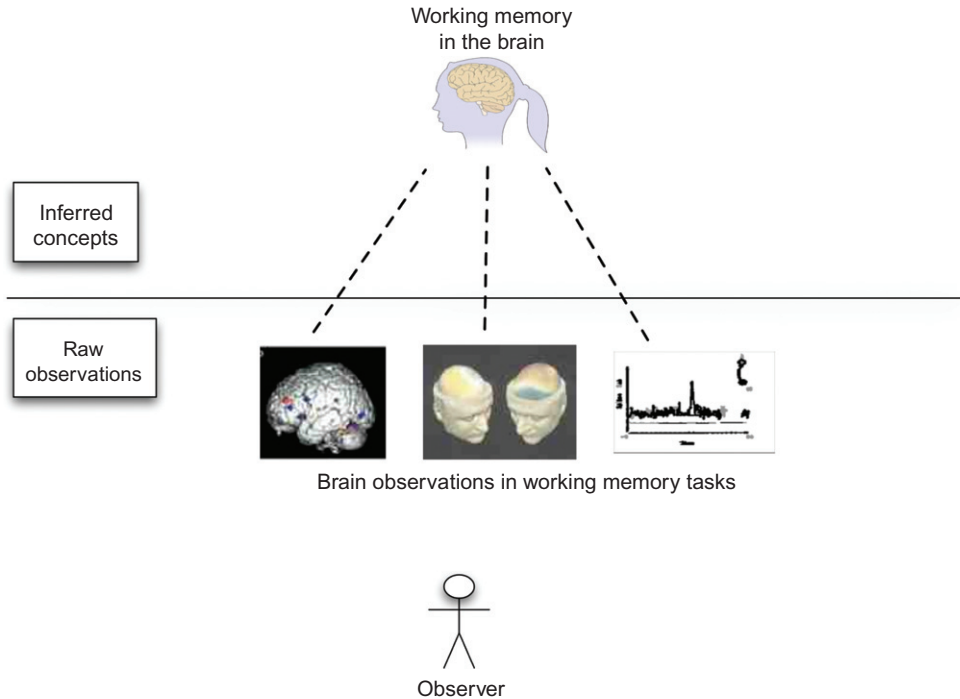 Working memory
in the brain
Inferred
concepts
Raw
observations
Brain observations in working memory tasks
Observer